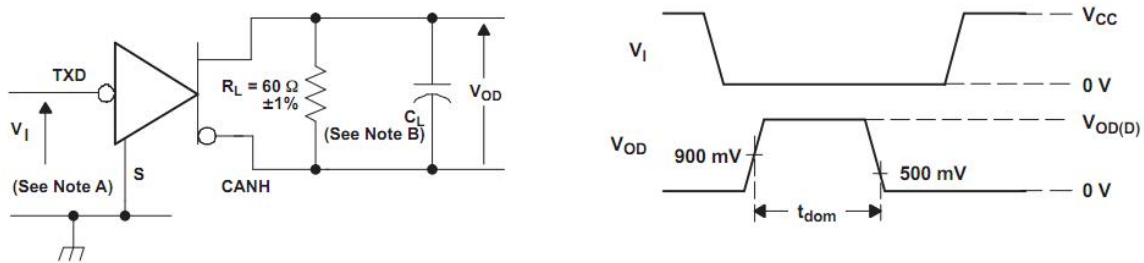 TXD
V_I
(See Note A)
S
R_L = 60 Ω
±1%
(See Note B)
C_L
V_OD
CANH
V_I
V_CC
0 V
V_OD
900 mV
V_OD(D)
500 mV
0 V
t_dom